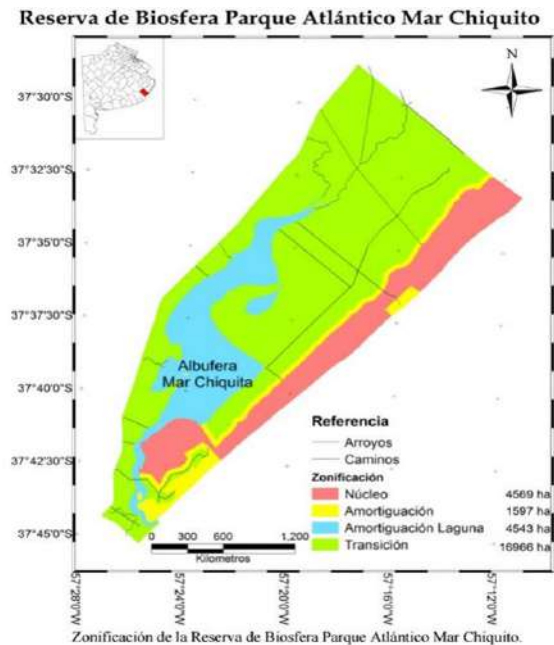 Reserva de Biosfera Parque Atlántico Mar Chiquito
N
37°30'0"S
37°32'30"S
37°35'0"S
37°37'30"S
37°40'0"S
37°42'30"S
37°45'0"S
Albufera
Mar Chiquita
Referencia
Arroyos
Caminos
Zonificación
Núcleo 4569 ha
Amortiguación 1597 ha
Amortiguación Laguna 4543 ha
Transición 16966 ha
0 300 600 1,200
Kilometros
57°28'0"W
57°24'0"W
57°20'0"W
57°16'0"W
57°12'0"W
Zonificación de la Reserva de Biosfera Parque Atlántico Mar Chiquito.